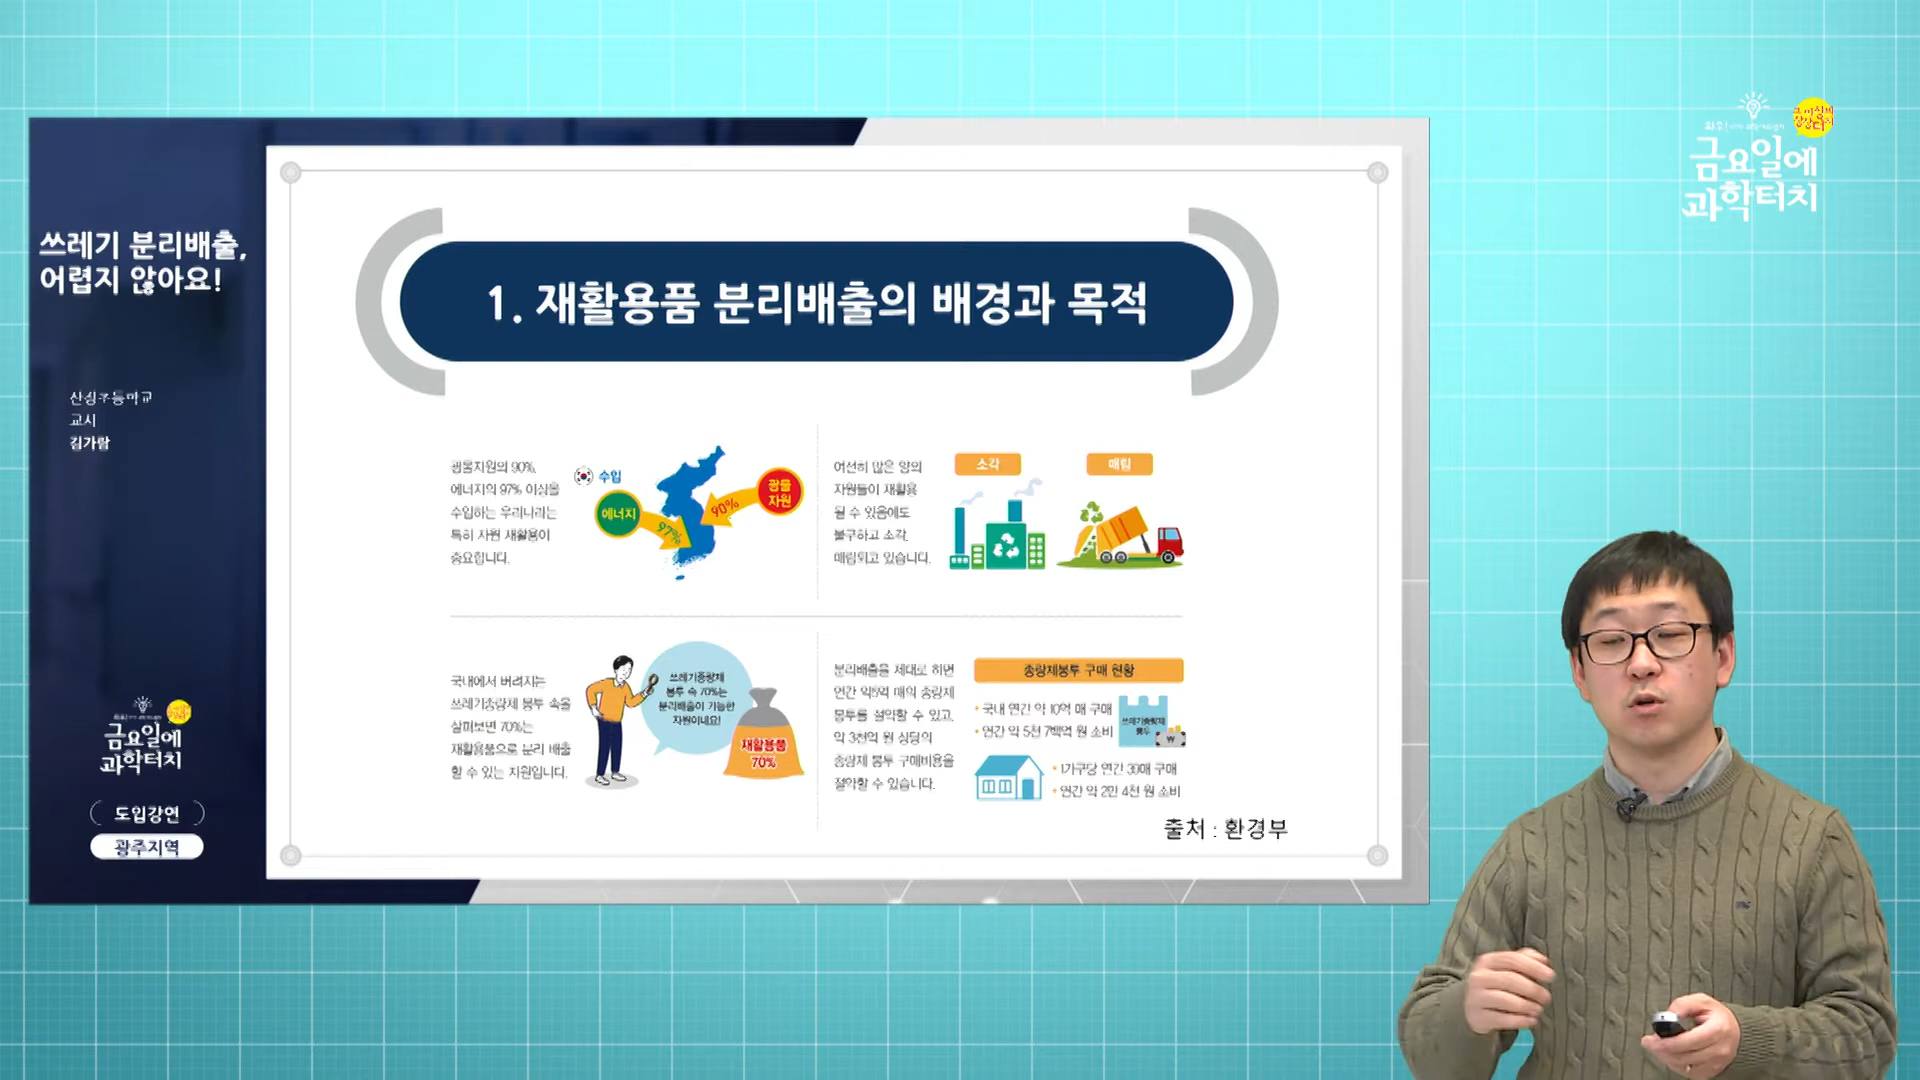 쓰레기 분리배출,
어렵지 않아요!
교사
김가람
금요일에
과학터치
도입강연
광주지역
1. 재활용품 분리배출의 배경과 목적
광물지원의 90%,
에너지의 97% 이상을
수입하는 우리나라는
특히 자원 재활용이
중요합니다.
수입
에너지
97%
90%
광물
자원
여전히 많은 양의
자원들이 재활용
될 수 있음에도
불구하고 소각,
매립되고 있습니다.
소각
매립
국내에서 버려지는
쓰레기종량제 봉투 속을
살펴보면 70%는
재활용품으로 분리 배출
할 수 있는 자원입니다.
쓰레기종량제
봉투 속 70%는
분리배출이 가능한
자원이네요!
재활용품
70%
분리배출을 제대로 하면
연간 약5억 매의 종량제
봉투를 절약할 수 있고,
약 3천억 원 상당의
종량제 봉투 구매비용을
절약할 수 있습니다.
종량제봉투 구매 현황
• 국내 연간 약 10억 매 구매
• 연간 약 5천 7백억 원 소비
쓰레기종량제
봉투
₩
• 1가구당 연간 39매 구매
• 연간 약 2만 4천 원 소비
출처 : 환경부
금요일에
과학터치